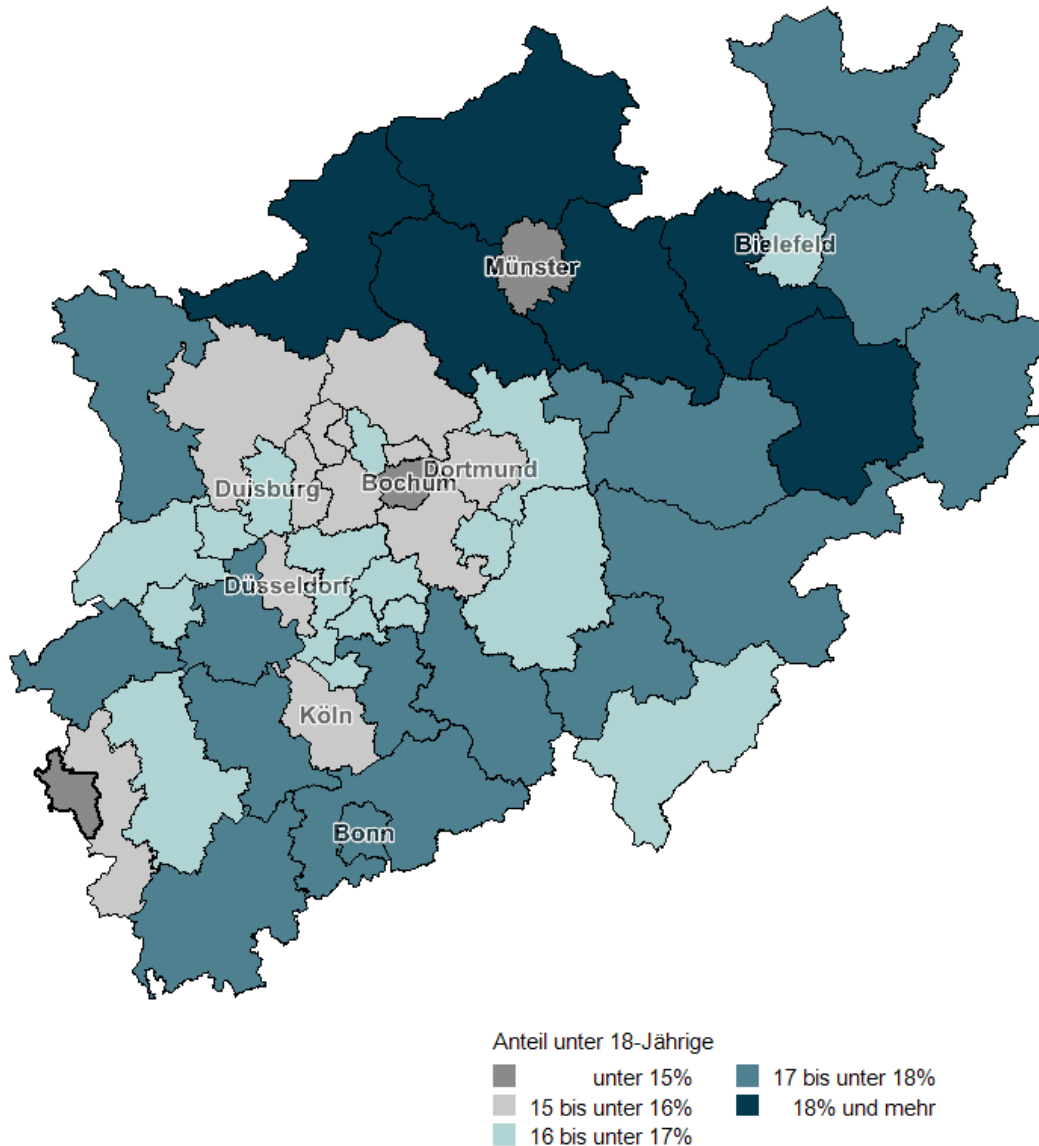 Bielefeld
Münster
Dortmund
Bochum
Duisburg
Düsseldorf
Köln
Bonn
Anteil unter 18-Jährige
unter 15%
15 bis unter 16%
16 bis unter 17%
17 bis unter 18%
18% und mehr